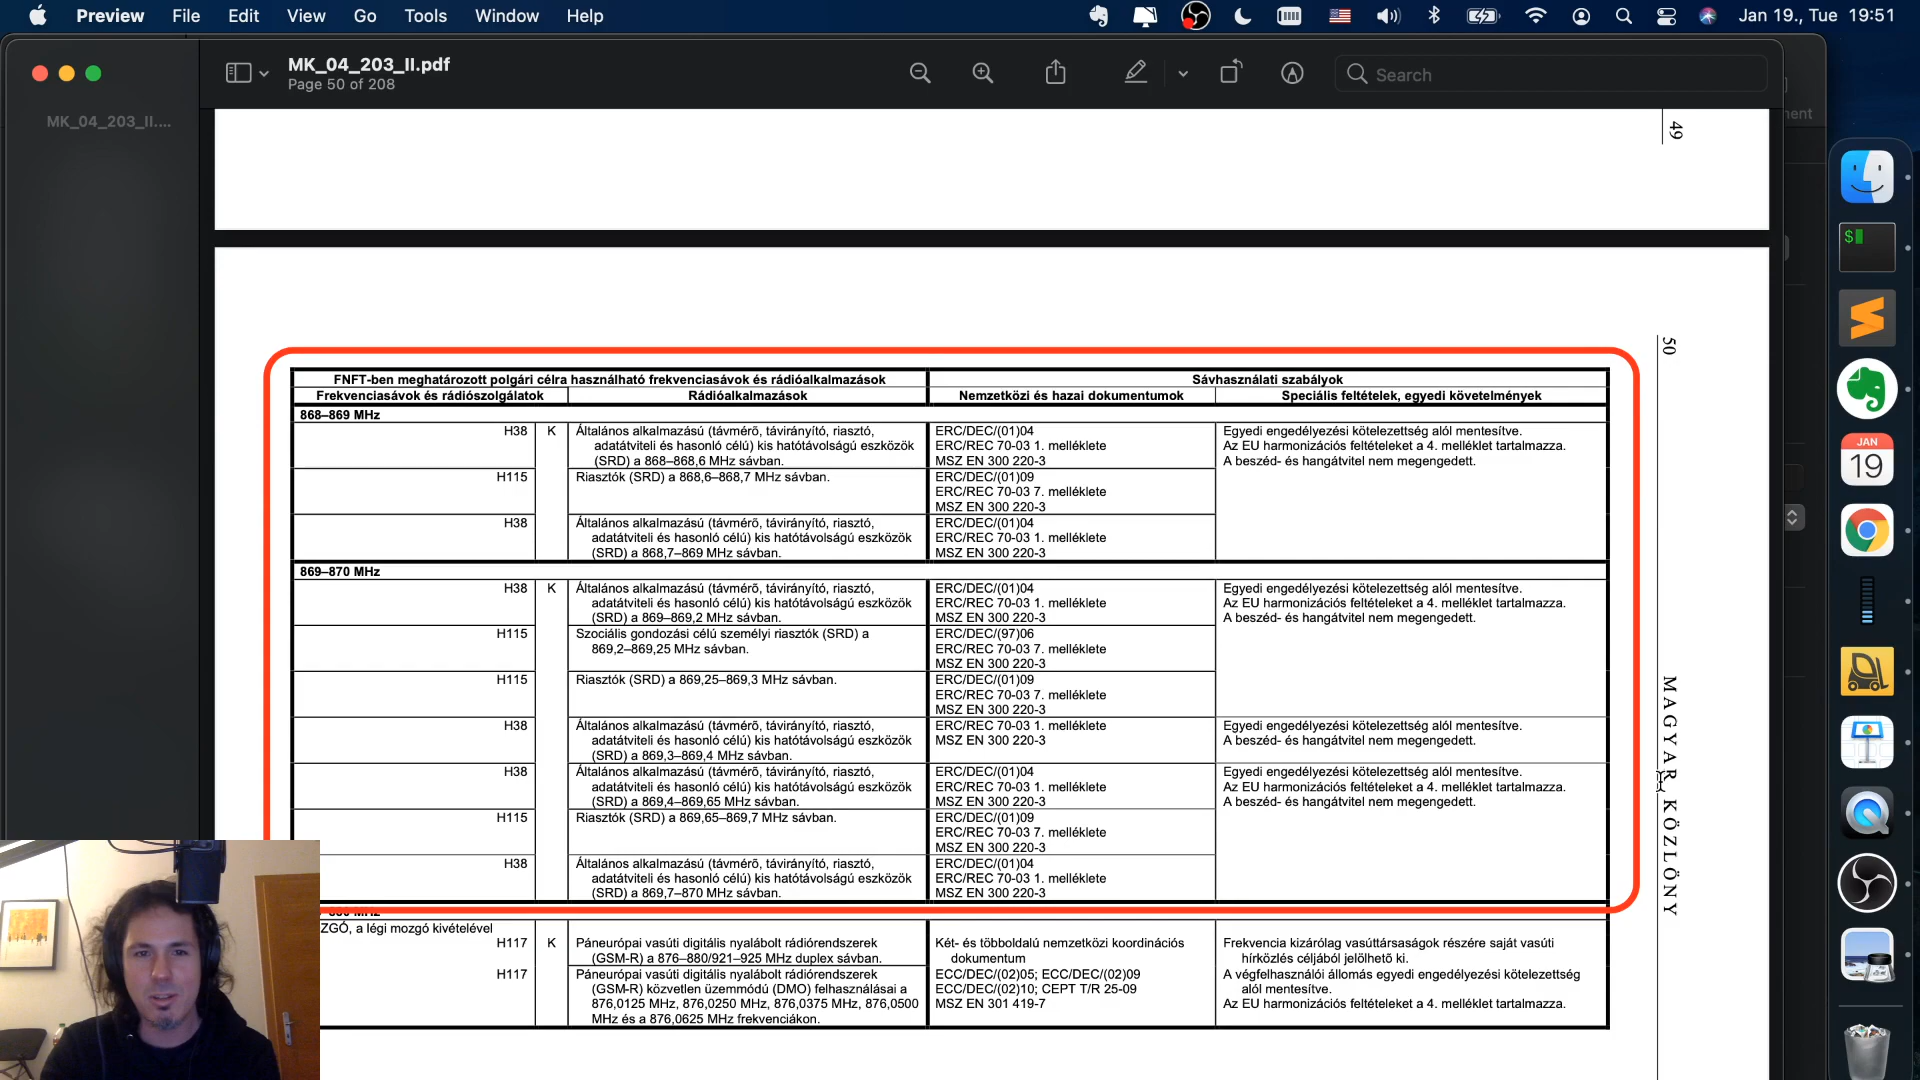 Preview File Edit View Go Tools Window Help
Jan 19., Tue 19:51
MK_04_203_II.pdf
Page 50 of 208
Search
MK_04_203_II....
49
50
MAGYAR KÖZLÖNY
FNFT-ben meghatározott polgári célra használható frekvenciasávok és rádióalkalmazások
Sávhasználati szabályok
Frekvenciasávok és rádiószolgálatok
Rádióalkalmazások
Nemzetközi és hazai dokumentumok
Speciális feltételek, egyedi követelmények
868–869 MHz
H38
K
Általános alkalmazású (távmérő, távirányító, riasztó,
adatátviteli és hasonló célú) kis hatótávolságú eszközök
(SRD) a 868–868,6 MHz sávban.
ERC/DEC/(01)04
ERC/REC 70-03 1. melléklete
MSZ EN 300 220-3
Egyedi engedélyezési kötelezettség alól mentesítve.
Az EU harmonizációs feltételeket a 4. melléklet tartalmazza.
A beszéd- és hangátvitel nem megengedett.
H115
Riasztók (SRD) a 868,6–868,7 MHz sávban.
ERC/DEC/(01)09
ERC/REC 70-03 7. melléklete
MSZ EN 300 220-3
H38
Általános alkalmazású (távmérő, távirányító, riasztó,
adatátviteli és hasonló célú) kis hatótávolságú eszközök
(SRD) a 868,7–869 MHz sávban.
ERC/DEC/(01)04
ERC/REC 70-03 1. melléklete
MSZ EN 300 220-3
869–870 MHz
H38
K
Általános alkalmazású (távmérő, távirányító, riasztó,
adatátviteli és hasonló célú) kis hatótávolságú eszközök
(SRD) a 869–869,2 MHz sávban.
ERC/DEC/(01)04
ERC/REC 70-03 1. melléklete
MSZ EN 300 220-3
Egyedi engedélyezési kötelezettség alól mentesítve.
Az EU harmonizációs feltételeket a 4. melléklet tartalmazza.
A beszéd- és hangátvitel nem megengedett.
H115
Szociális gondozási célú személyi riasztók (SRD) a
869,2–869,25 MHz sávban.
ERC/DEC/(97)06
ERC/REC 70-03 7. melléklete
MSZ EN 300 220-3
H115
Riasztók (SRD) a 869,25–869,3 MHz sávban.
ERC/DEC/(01)09
ERC/REC 70-03 7. melléklete
MSZ EN 300 220-3
H38
Általános alkalmazású (távmérő, távirányító, riasztó,
adatátviteli és hasonló célú) kis hatótávolságú eszközök
(SRD) a 869,3–869,4 MHz sávban.
ERC/REC 70-03 1. melléklete
MSZ EN 300 220-3
Egyedi engedélyezési kötelezettség alól mentesítve.
A beszéd- és hangátvitel nem megengedett.
H38
Általános alkalmazású (távmérő, távirányító, riasztó,
adatátviteli és hasonló célú) kis hatótávolságú eszközök
(SRD) a 869,4–869,65 MHz sávban.
ERC/DEC/(01)04
ERC/REC 70-03 1. melléklete
MSZ EN 300 220-3
Egyedi engedélyezési kötelezettség alól mentesítve.
Az EU harmonizációs feltételeket a 4. melléklet tartalmazza.
A beszéd- és hangátvitel nem megengedett.
H115
Riasztók (SRD) a 869,65–869,7 MHz sávban.
ERC/DEC/(01)09
ERC/REC 70-03 7. melléklete
MSZ EN 300 220-3
H38
Általános alkalmazású (távmérő, távirányító, riasztó,
adatátviteli és hasonló célú) kis hatótávolságú eszközök
(SRD) a 869,7–870 MHz sávban.
ERC/DEC/(01)04
ERC/REC 70-03 1. melléklete
MSZ EN 300 220-3
ZGÓ, a légi mozgó kivételével
H117
K
Páneurópai vasúti digitális nyalábolt rádiórendszerek
(GSM-R) a 876–880/921–925 MHz duplex sávban.
Két- és többoldalú nemzetközi koordinációs
dokumentum
Frekvencia kizárólag vasúttársaságok részére saját vasúti
hírközlés céljából jelölhető ki.
H117
Páneurópai vasúti digitális nyalábolt rádiórendszerek
(GSM-R) közvetlen üzemmódú (DMO) felhasználásai a
876,0125 MHz, 876,0250 MHz, 876,0375 MHz, 876,0500
MHz és a 876,0625 MHz frekvenciákon.
ECC/DEC/(02)05; ECC/DEC/(02)09
ECC/DEC/(02)10; CEPT T/R 25-09
MSZ EN 301 419-7
A végfelhasználói állomás egyedi engedélyezési kötelezettség
alól mentesítve.
Az EU harmonizációs feltételeket a 4. melléklet tartalmazza.
$
JAN
19